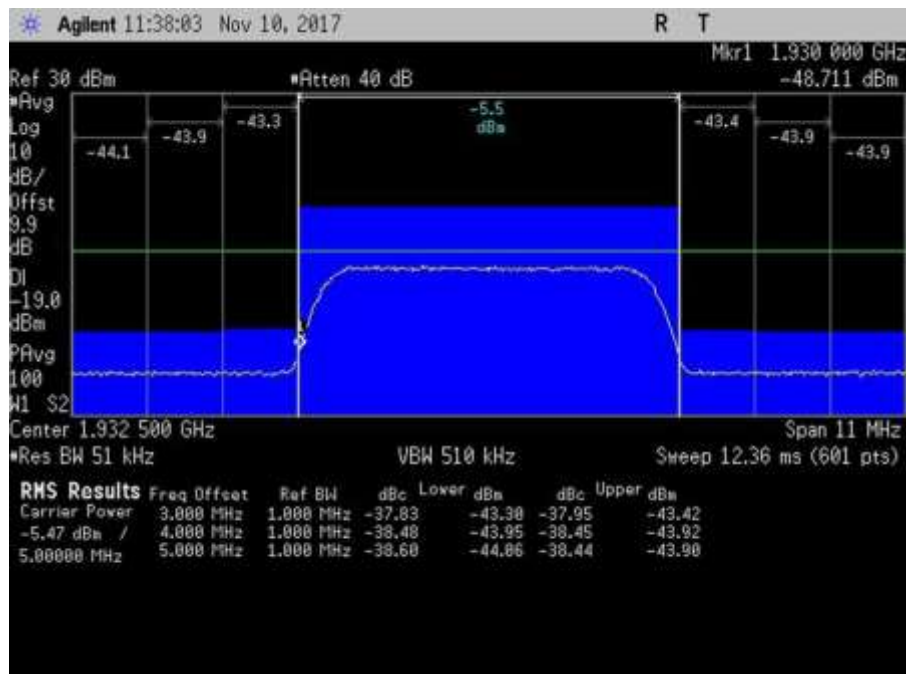 Agilent 11:38:03 Nov 10, 2017 R T
Mkr1 1.930 000 GHz
Ref 30 dBm #Atten 40 dB -48.711 dBm
#Avg
Log
10
dB/
Offst
9.9
dB
DI
-19.0
dBm
PAvg
100
W1 S2
-44.1 -43.9 -43.3 -5.5 dBm -43.4 -43.9 -43.9
1
Center 1.932 500 GHz Span 11 MHz
#Res BW 51 kHz VBW 510 kHz Sweep 12.36 ms (601 pts)
RMS Results Freq Offset Ref BW dBc Lower dBm dBc Upper dBm
Carrier Power 3.000 MHz 1.000 MHz -37.83 -43.30 -37.95 -43.42
-5.47 dBm / 4.000 MHz 1.000 MHz -38.48 -43.95 -38.45 -43.92
5.00000 MHz 5.000 MHz 1.000 MHz -38.60 -44.06 -38.44 -43.90